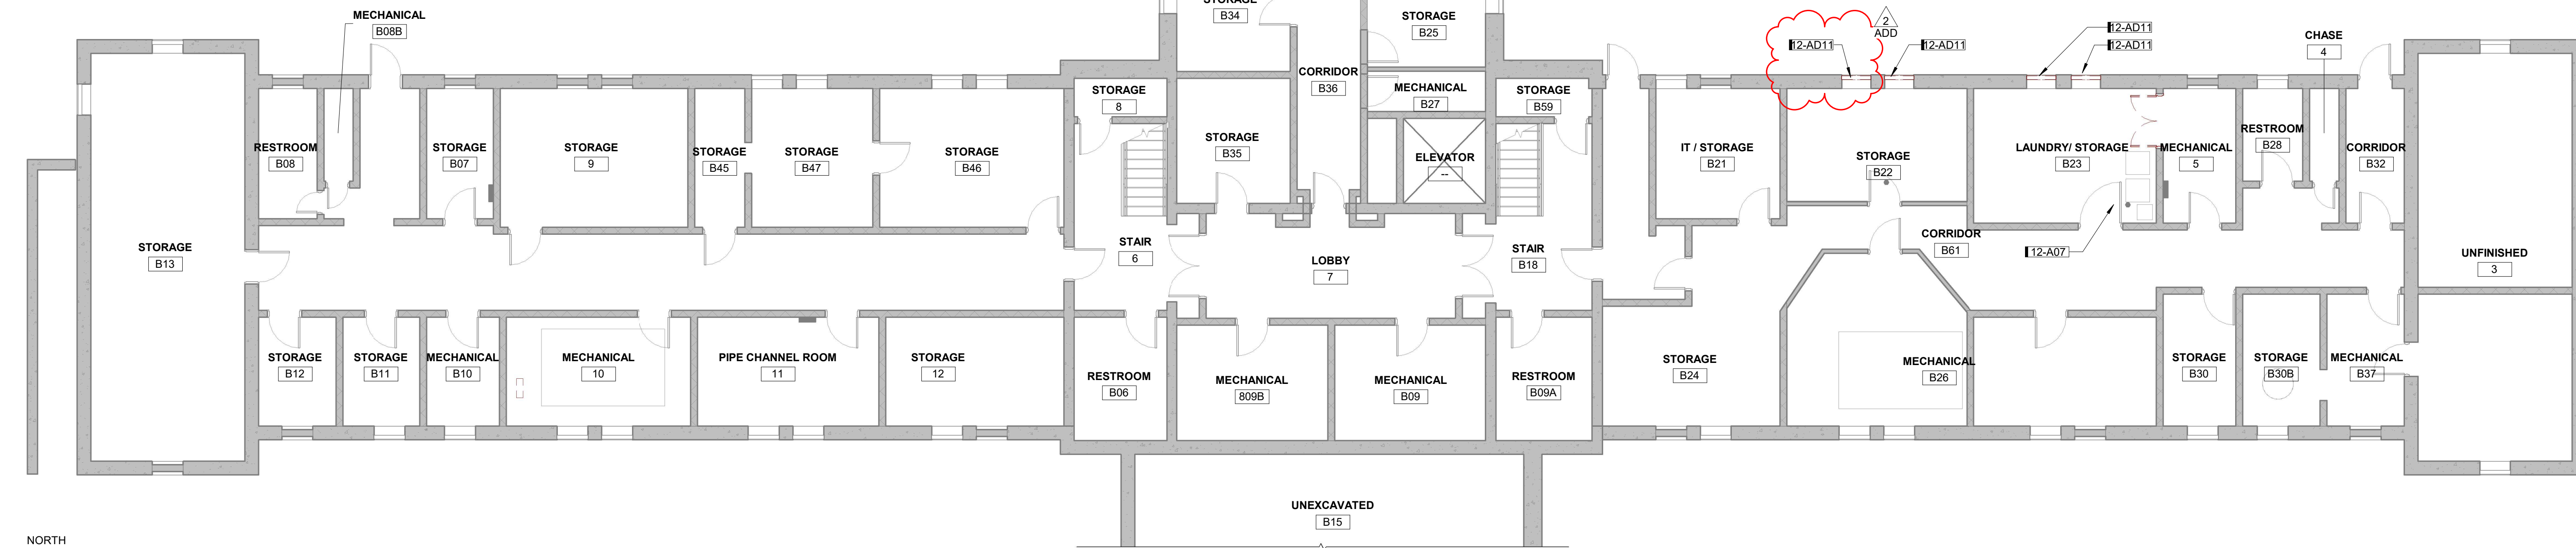 MECHANICAL
B08B
STORAGE
B34
STORAGE
B25
2
ADD
12-AD11
12-AD11
12-AD11
12-AD11
CHASE
4
CORRIDOR
B36
MECHANICAL
B27
STORAGE
8
STORAGE
B59
RESTROOM
B08
STORAGE
B07
STORAGE
9
STORAGE
B45
STORAGE
B47
STORAGE
B46
STORAGE
B35
ELEVATOR
--
IT / STORAGE
B21
STORAGE
B22
LAUNDRY/ STORAGE
B23
MECHANICAL
5
RESTROOM
B28
CORRIDOR
B32
STORAGE
B13
STAIR
6
LOBBY
7
STAIR
B18
CORRIDOR
B61
12-A07
UNFINISHED
3
STORAGE
B12
STORAGE
B11
MECHANICAL
B10
MECHANICAL
10
PIPE CHANNEL ROOM
11
STORAGE
12
RESTROOM
B06
MECHANICAL
809B
MECHANICAL
B09
RESTROOM
B09A
STORAGE
B24
MECHANICAL
B26
STORAGE
B30
STORAGE
B30B
MECHANICAL
B37
UNEXCAVATED
B15
NORTH